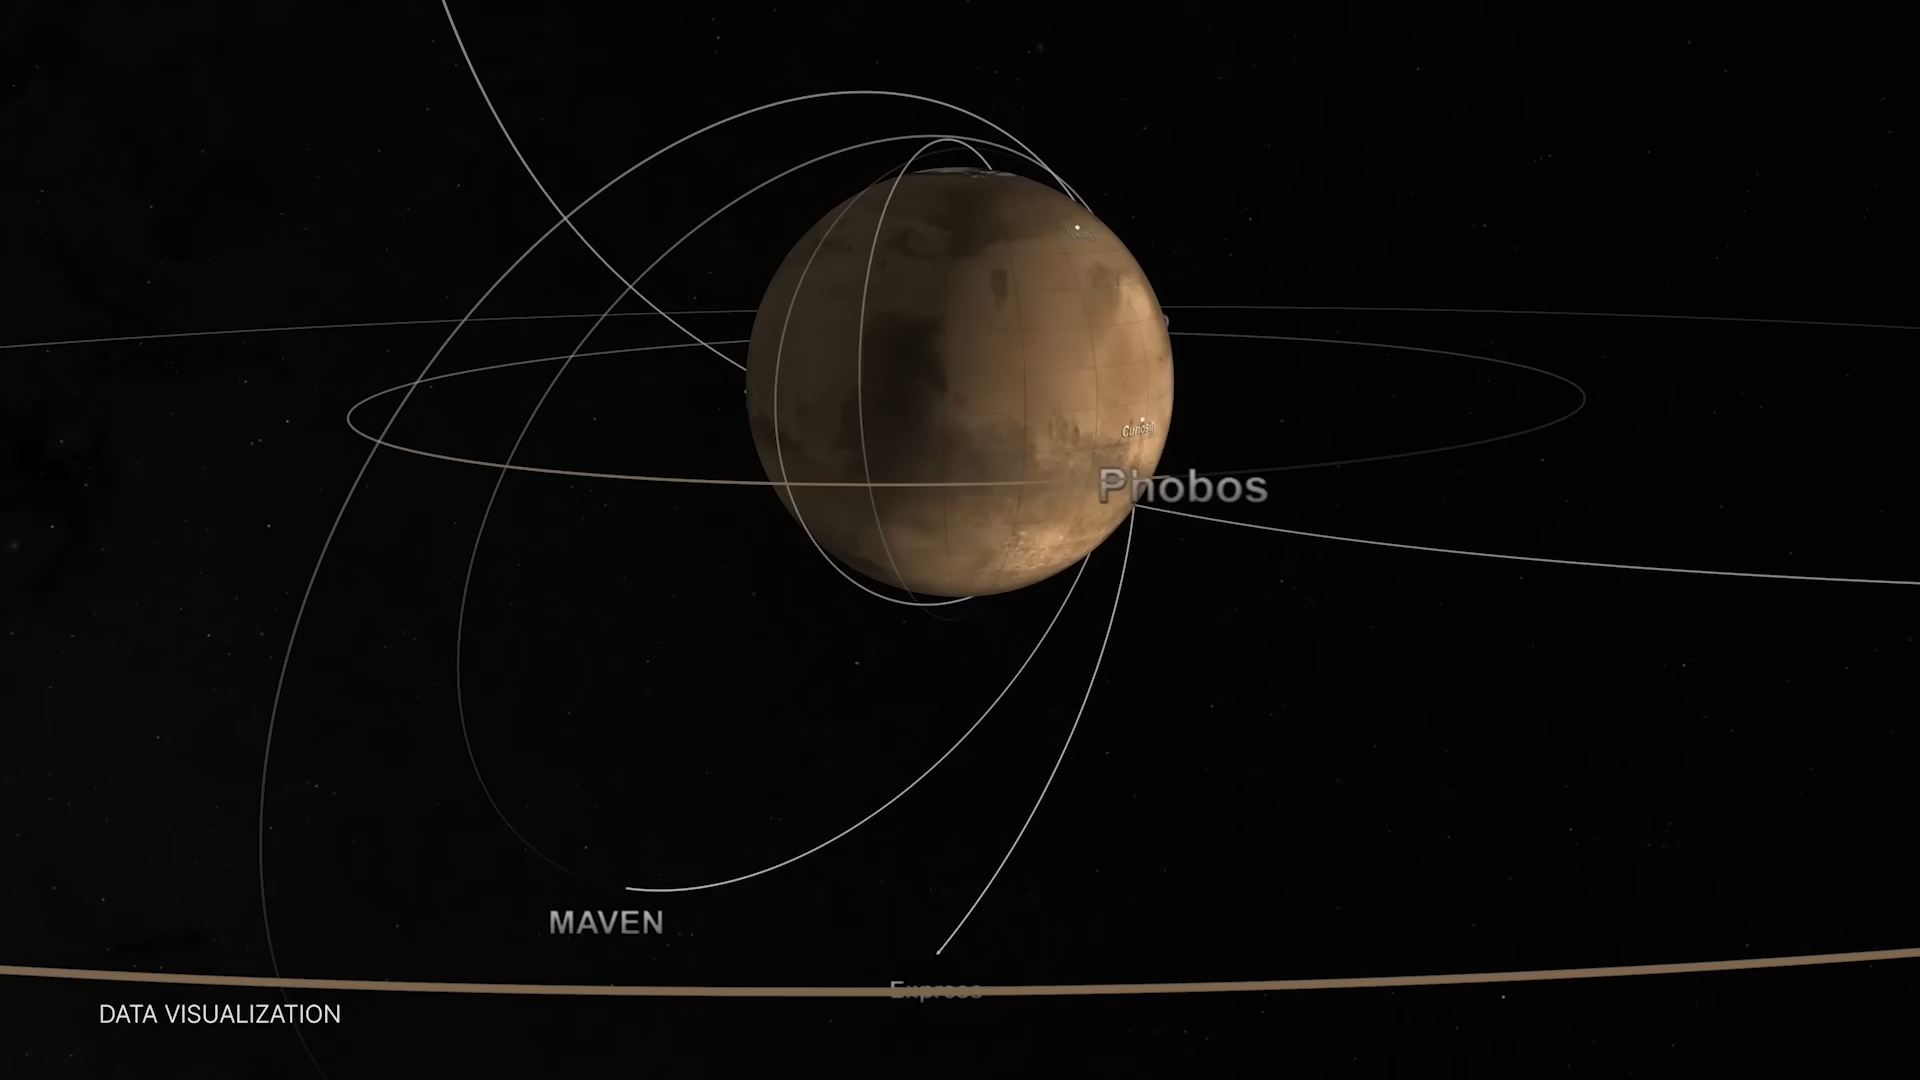 Curiosity
Phobos
MAVEN
Express
DATA VISUALIZATION